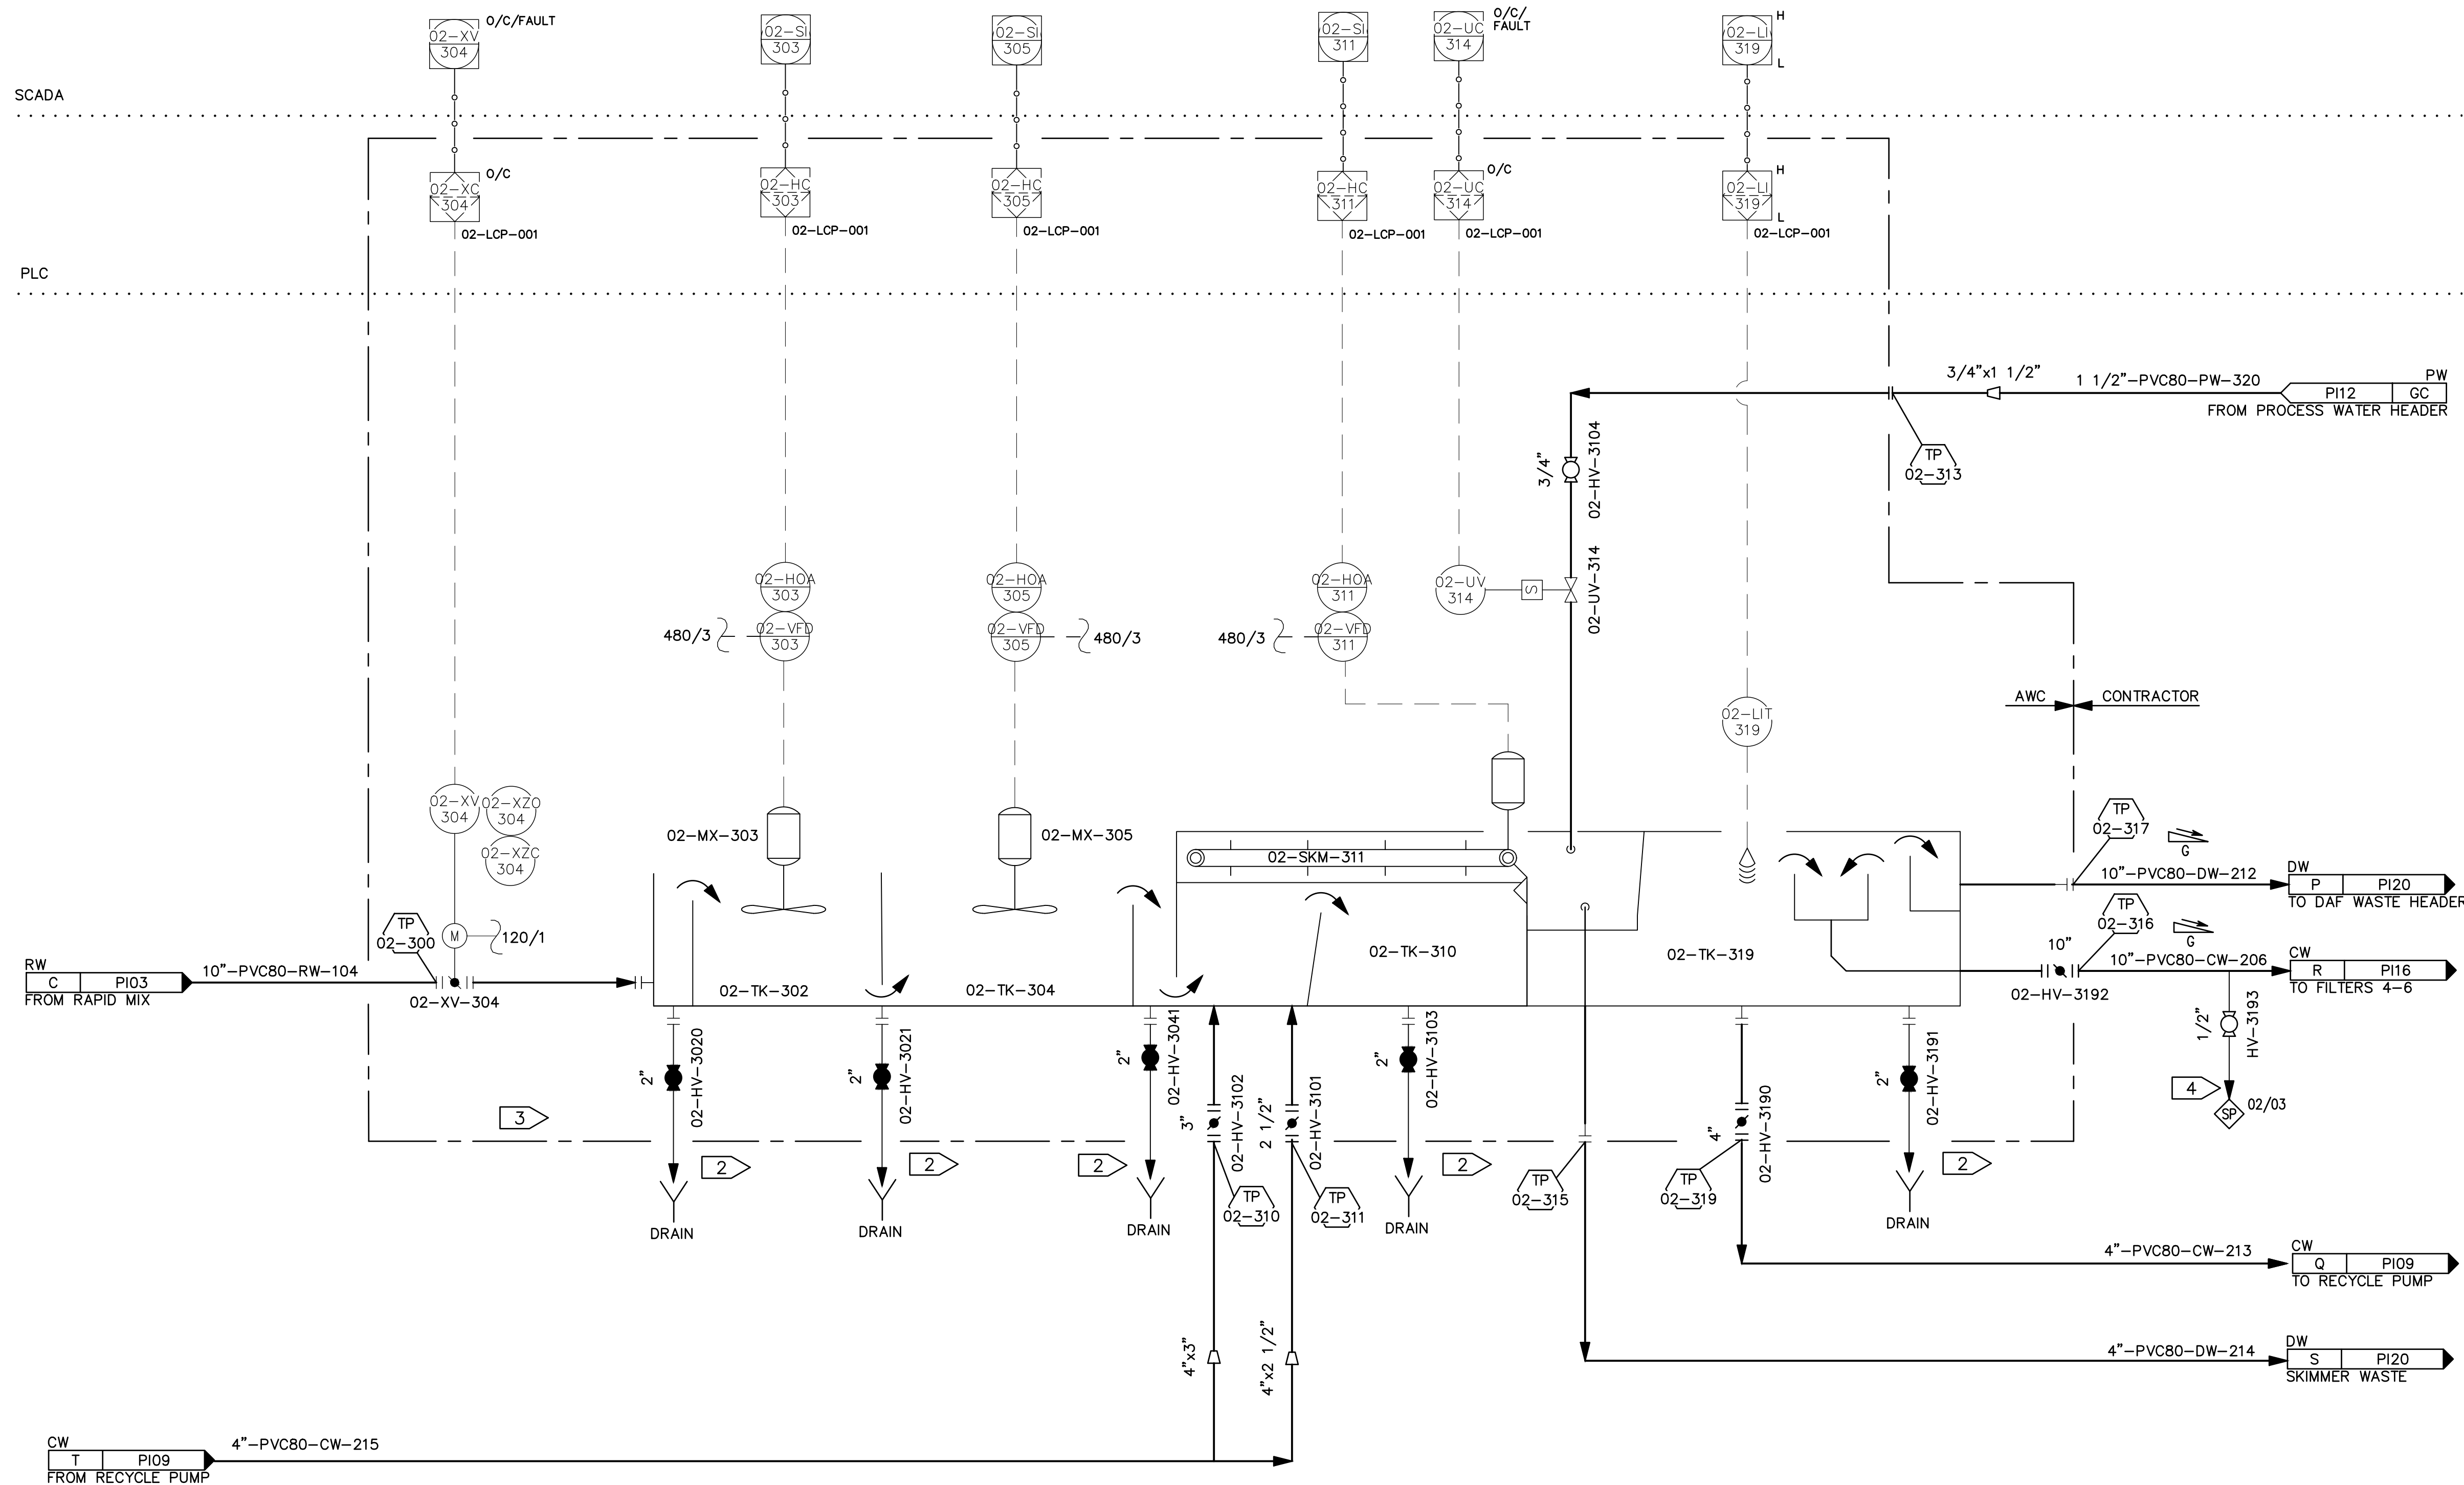 02-XV
304
O/C/FAULT
02-SI
303
02-SI
305
02-SI
311
02-UC
314
O/C/
FAULT
02-LI
319
H
L
SCADA
02-XC
304
O/C
02-LCP-001
02-HC
303
02-LCP-001
02-HC
305
02-LCP-001
02-HC
311
02-LCP-001
02-UC
314
O/C
02-LCP-001
02-LI
319
H
L
02-LCP-001
PLC
3/4"x1 1/2"
1 1/2"-PVC80-PW-320
PW
PI12
GC
FROM PROCESS WATER HEADER
TP
02-313
3/4"
02-HV-3104
02-UV-314
02-HOA
303
02-VFD
303
480/3
02-HOA
305
02-VFD
305
480/3
02-HOA
311
02-VFD
311
480/3
02-UV
314
S
02-LIT
319
AWC
CONTRACTOR
02-XV
304
02-XZO
304
02-XZC
304
02-MX-303
02-MX-305
02-SKM-311
TP
02-317
G
10"-PVC80-DW-212
DW
P
PI20
TO DAF WASTE HEADER
TP
02-300
M
120/1
RW
C
PI03
FROM RAPID MIX
10"-PVC80-RW-104
02-XV-304
02-TK-302
02-TK-304
02-TK-310
02-TK-319
TP
02-316
G
10"
10"-PVC80-CW-206
CW
R
PI16
TO FILTERS 4-6
02-HV-3192
1/2"
HV-3193
4
SP
02/03
2"
02-HV-3020
2"
02-HV-3021
2"
02-HV-3041
3"
02-HV-3102
2 1/2"
02-HV-3101
2"
02-HV-3103
4"
02-HV-3190
2"
02-HV-3191
3
2
2
2
2
2
TP
02-310
TP
02-311
TP
02-315
TP
02-319
DRAIN
DRAIN
DRAIN
DRAIN
DRAIN
4"-PVC80-CW-213
CW
Q
PI09
TO RECYCLE PUMP
4"x3"
4"x2 1/2"
4"-PVC80-DW-214
DW
S
PI20
SKIMMER WASTE
CW
T
PI09
FROM RECYCLE PUMP
4"-PVC80-CW-215